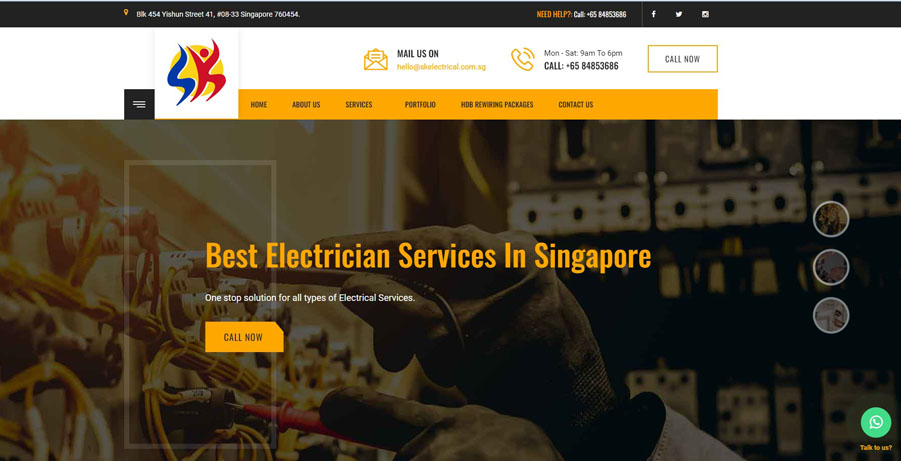 Blk 454 Yishun Street 41, #08-33 Singapore 760454.
NEED HELP?: Call: +65 84853686
MAIL US ON
hello@skelectrical.com.sg
Mon - Sat: 9am To 6pm
CALL: +65 84853686
CALL NOW
HOME
ABOUT US
SERVICES
PORTFOLIO
HDB REWIRING PACKAGES
CONTACT US
Best Electrician Services In Singapore
One stop solution for all types of Electrical Services.
CALL NOW
Talk to us?